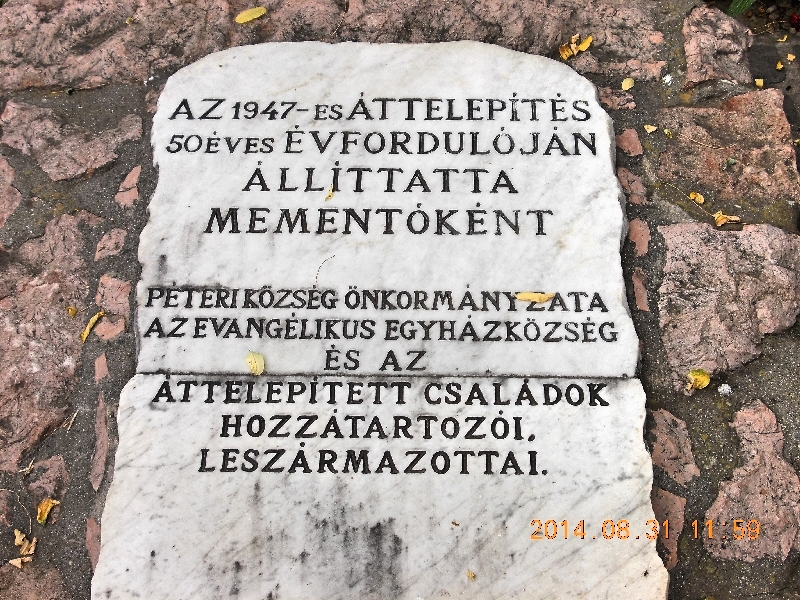 AZ 1947-ES ÁTTELEPÍTÉS
50 ÉVES ÉVFORDULÓJÁN
ÁLLÍTTATTA
MEMENTÓKÉNT
PÉTERI KÖZSÉG ÖNKORMÁNYZATA
AZ EVANGÉLIKUS EGYHÁZKÖZSÉG
ÉS AZ
ÁTTELEPÍTETT CSALÁDOK
HOZZÁTARTOZÓI,
LESZÁRMAZOTTAI.
2014.08.31 11:59